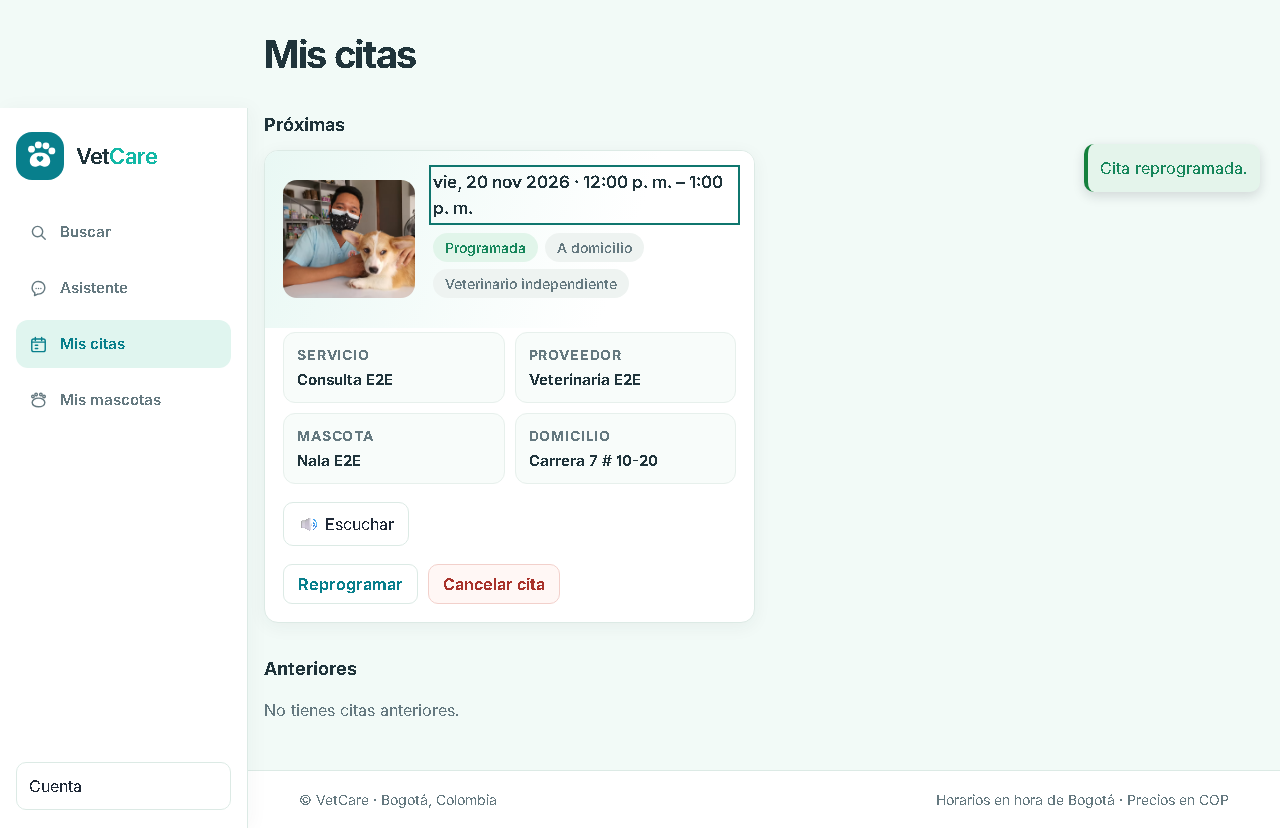 Mis citas
VetCare
Buscar
Asistente
Mis citas
Mis mascotas
Cuenta
Próximas
vie, 20 nov 2026 · 12:00 p. m. – 1:00
p. m.
Programada
A domicilio
Veterinario independiente
SERVICIO
Consulta E2E
PROVEEDOR
Veterinaria E2E
MASCOTA
Nala E2E
DOMICILIO
Carrera 7 # 10-20
Escuchar
Reprogramar
Cancelar cita
Anteriores
No tienes citas anteriores.
Cita reprogramada.
© VetCare · Bogotá, Colombia
Horarios en hora de Bogotá · Precios en COP